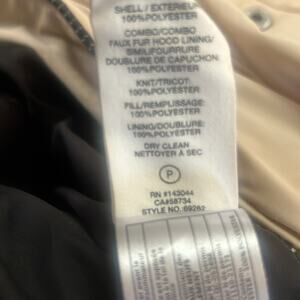 SHELL / EXTERIEUR
100%POLYESTER
COMBO/COMBO
FAUX FUR HOOD LINING/
SIMILIFOURRURE
DOUBLURE DE CAPUCHON
100%POLYESTER
KNIT/TRICOT:
100%POLYESTER
FILL/REMPLISSAGE:
100%POLYESTER
LINING/DOUBLURE:
100%POLYESTER
DRY CLEAN
NETTOYER À SEC
P
RN #143044
CA#58734
STYLE NO.:69262